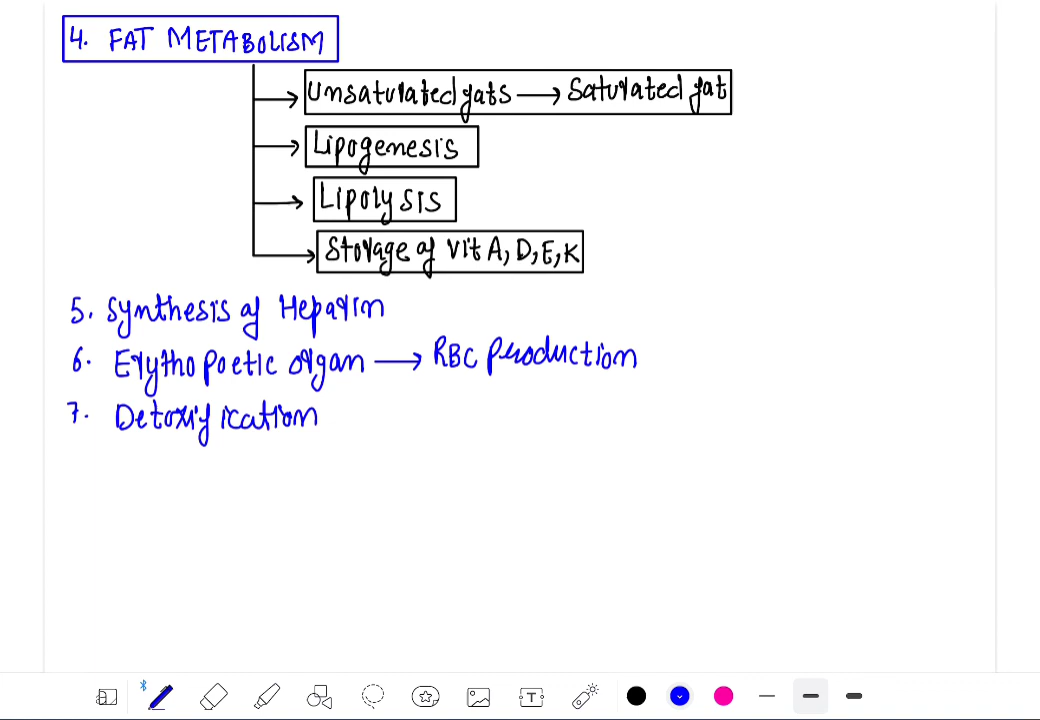 4. FAT METABOLISM
Unsaturated fats → Saturated fat
Lipogenesis
Lipolysis
Storage of Vit A, D, E, K
5. Synthesis of Heparin
6. Erythopoetic organ → RBC production
7. Detoxification